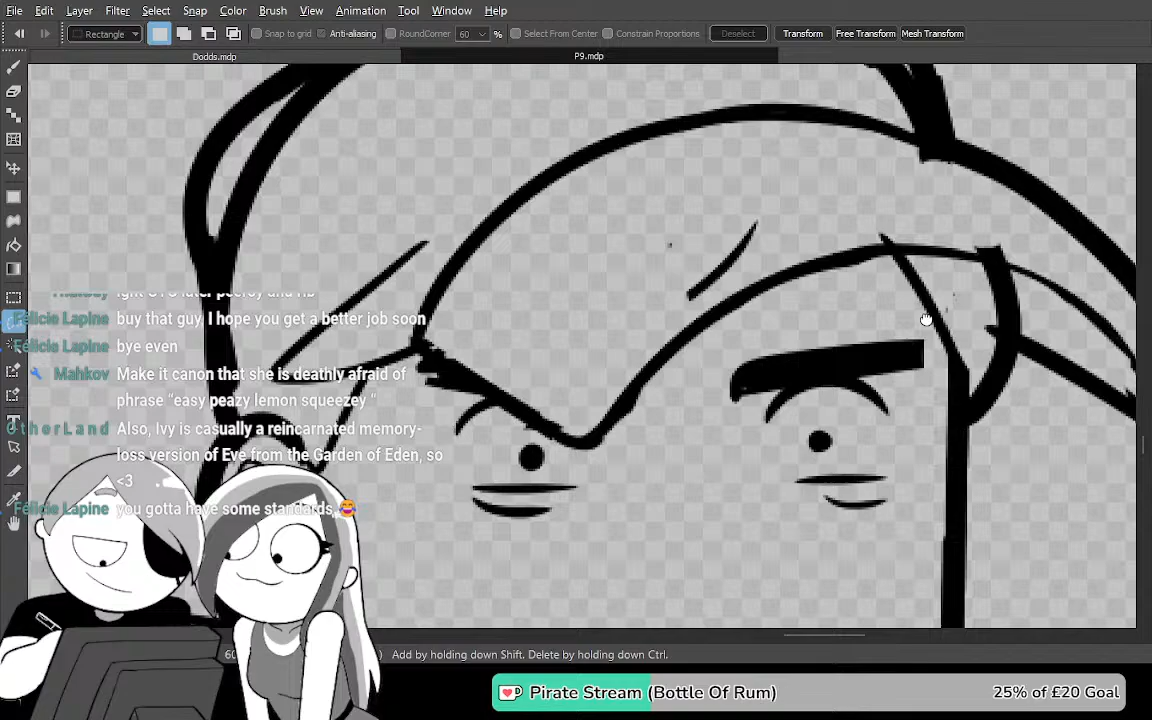 File Edit Layer Filter Select Snap Color Brush View Animation Tool Window Help
Rectangle Snap to grid Anti-aliasing RoundCorner 60 % Select From Center Constrain Proportions Deselect Transform Free Transform Mesh Transform
Dodds.mdp P9.mdp
Félicie Lapine buy that guy, I hope you get a better job soon
Félicie Lapine bye even
Mahkov Make it canon that she is deathly afraid of
phrase “easy peazy lemon squeezey ”
OtherLand Also, Ivy is casually a reincarnated memory-
loss version of Eve from the Garden of Eden, so
<3
Félicie Lapine you gotta have some standards
Add by holding down Shift. Delete by holding down Ctrl.
Pirate Stream (Bottle Of Rum) 25% of £20 Goal